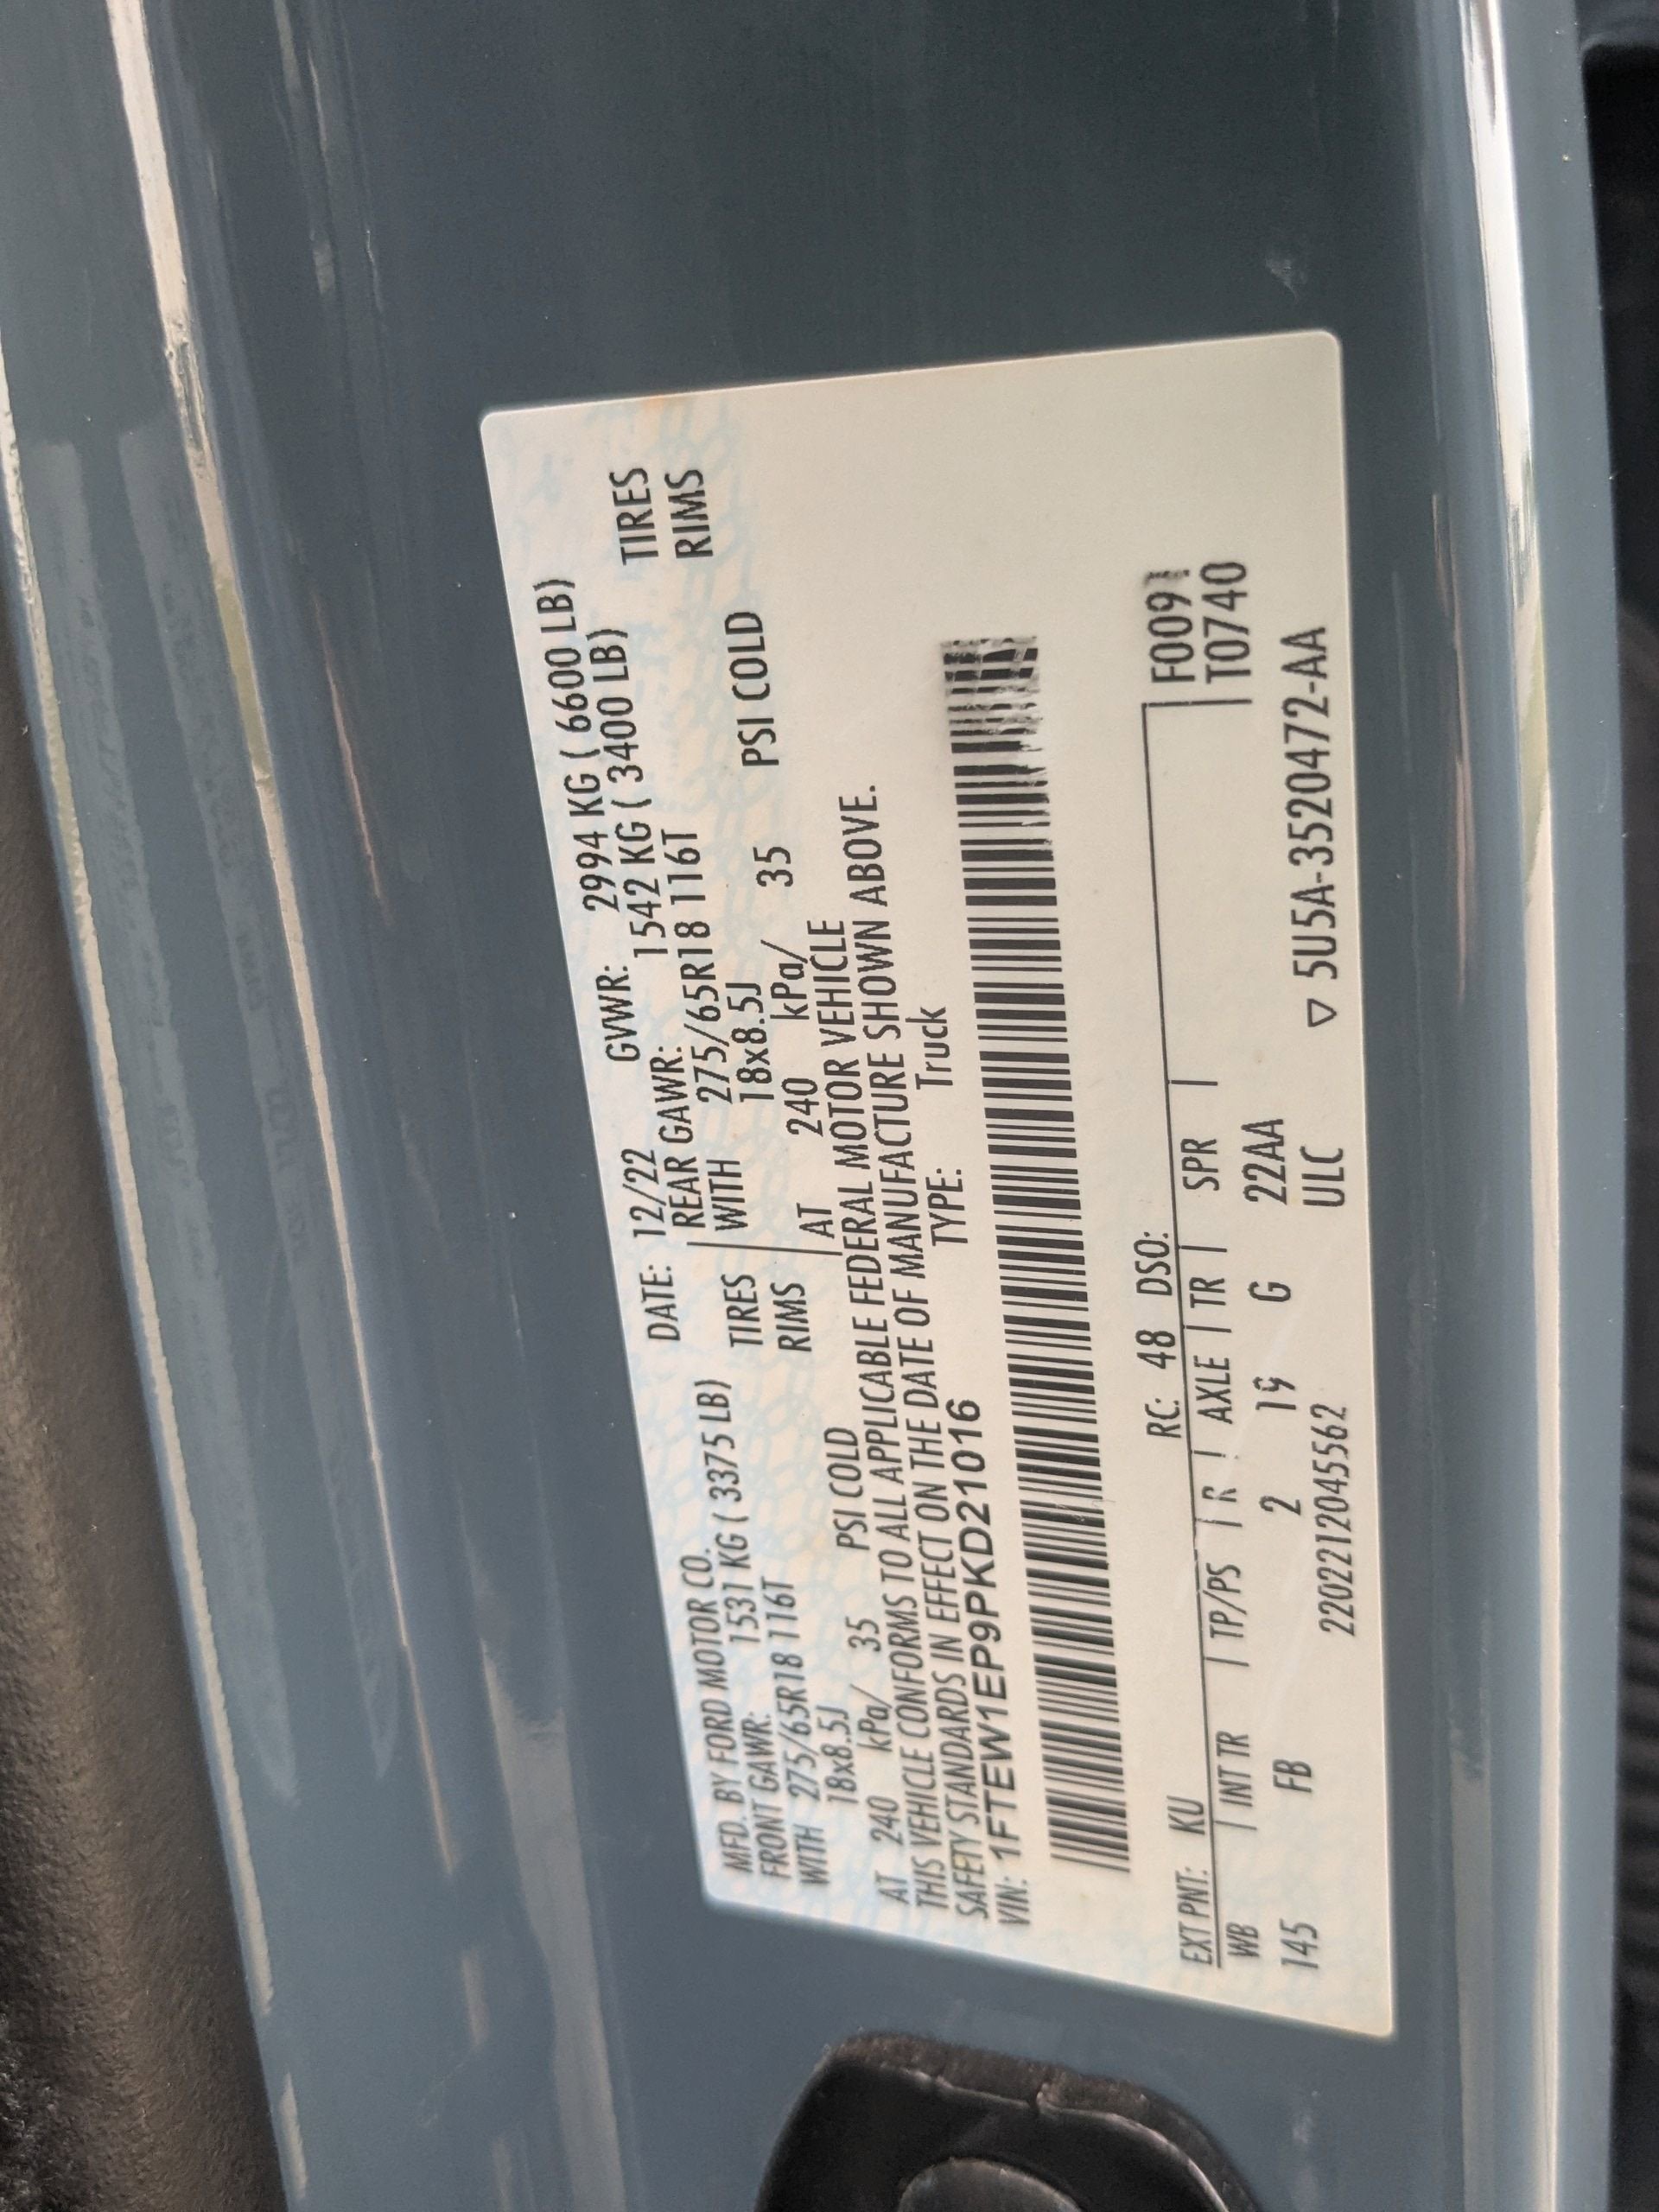 MFD. BY FORD MOTOR CO. DATE: 12/22 GVWR: 2994 KG ( 6600 LB)
FRONT GAWR: 1531 KG ( 3375 LB) REAR GAWR: 1542 KG ( 3400 LB)
WITH 275/65R18 116T TIRES WITH 275/65R18 116T TIRES
18x8.5J RIMS 18x8.5J RIMS
AT 240 kPa/ 35 PSI COLD AT 240 kPa/ 35 PSI COLD
THIS VEHICLE CONFORMS TO ALL APPLICABLE FEDERAL MOTOR VEHICLE
SAFETY STANDARDS IN EFFECT ON THE DATE OF MANUFACTURE SHOWN ABOVE.
VIN: 1FTEW1EP9PKD21016 TYPE: Truck
EXT PNT: KU RC: 48 DSO: F0091
WB INT TR TP/PS R AXLE TR SPR T0740
145 FB 2 19 G 22AA
2202212045562 ULC ▽ 5U5A-3520472-AA